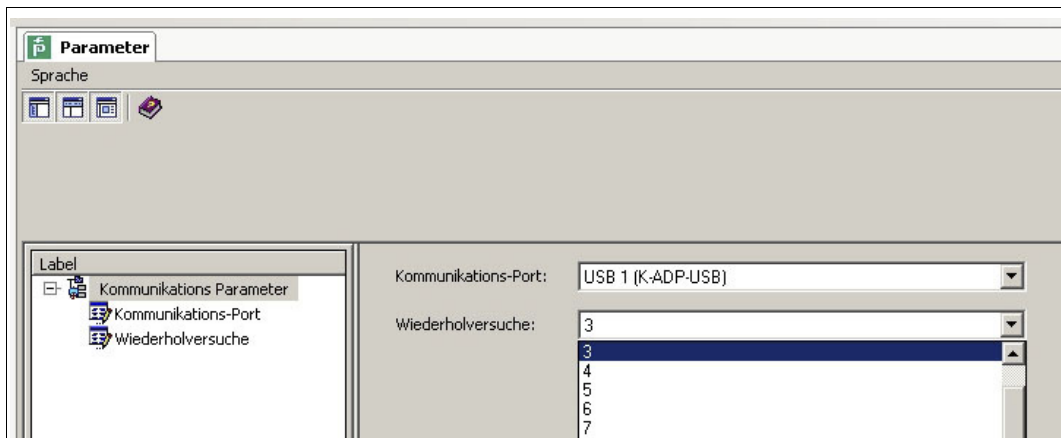 Parameter
Sprache
Label
Kommunikations Parameter
Kommunikations-Port
Wiederholversuche
Kommunikations-Port: USB 1 (K-ADP-USB)
Wiederholversuche: 3
3
4
5
6
7